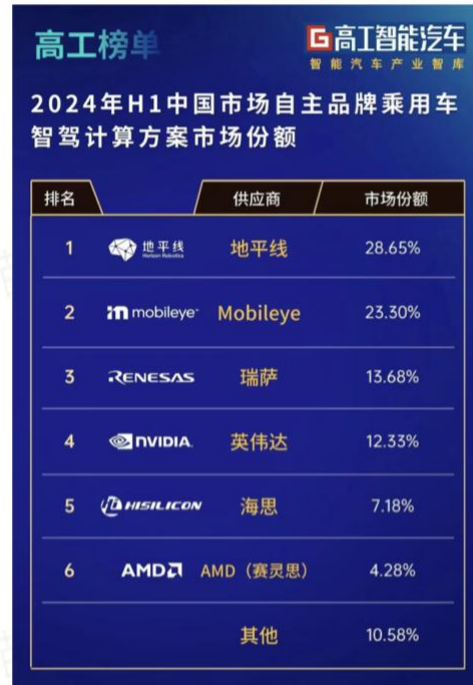 高工榜单
G高工智能汽车
智能汽车产业智库
2024年H1中国市场自主品牌乘用车
智驾计算方案市场份额
排名 供应商 市场份额
1 地平线 Horizon Robotics 地平线 28.65%
2 mobileye Mobileye 23.30%
3 RENESAS 瑞萨 13.68%
4 NVIDIA. 英伟达 12.33%
5 HISILICON 海思 7.18%
6 AMD AMD（赛灵思） 4.28%
其他 10.58%